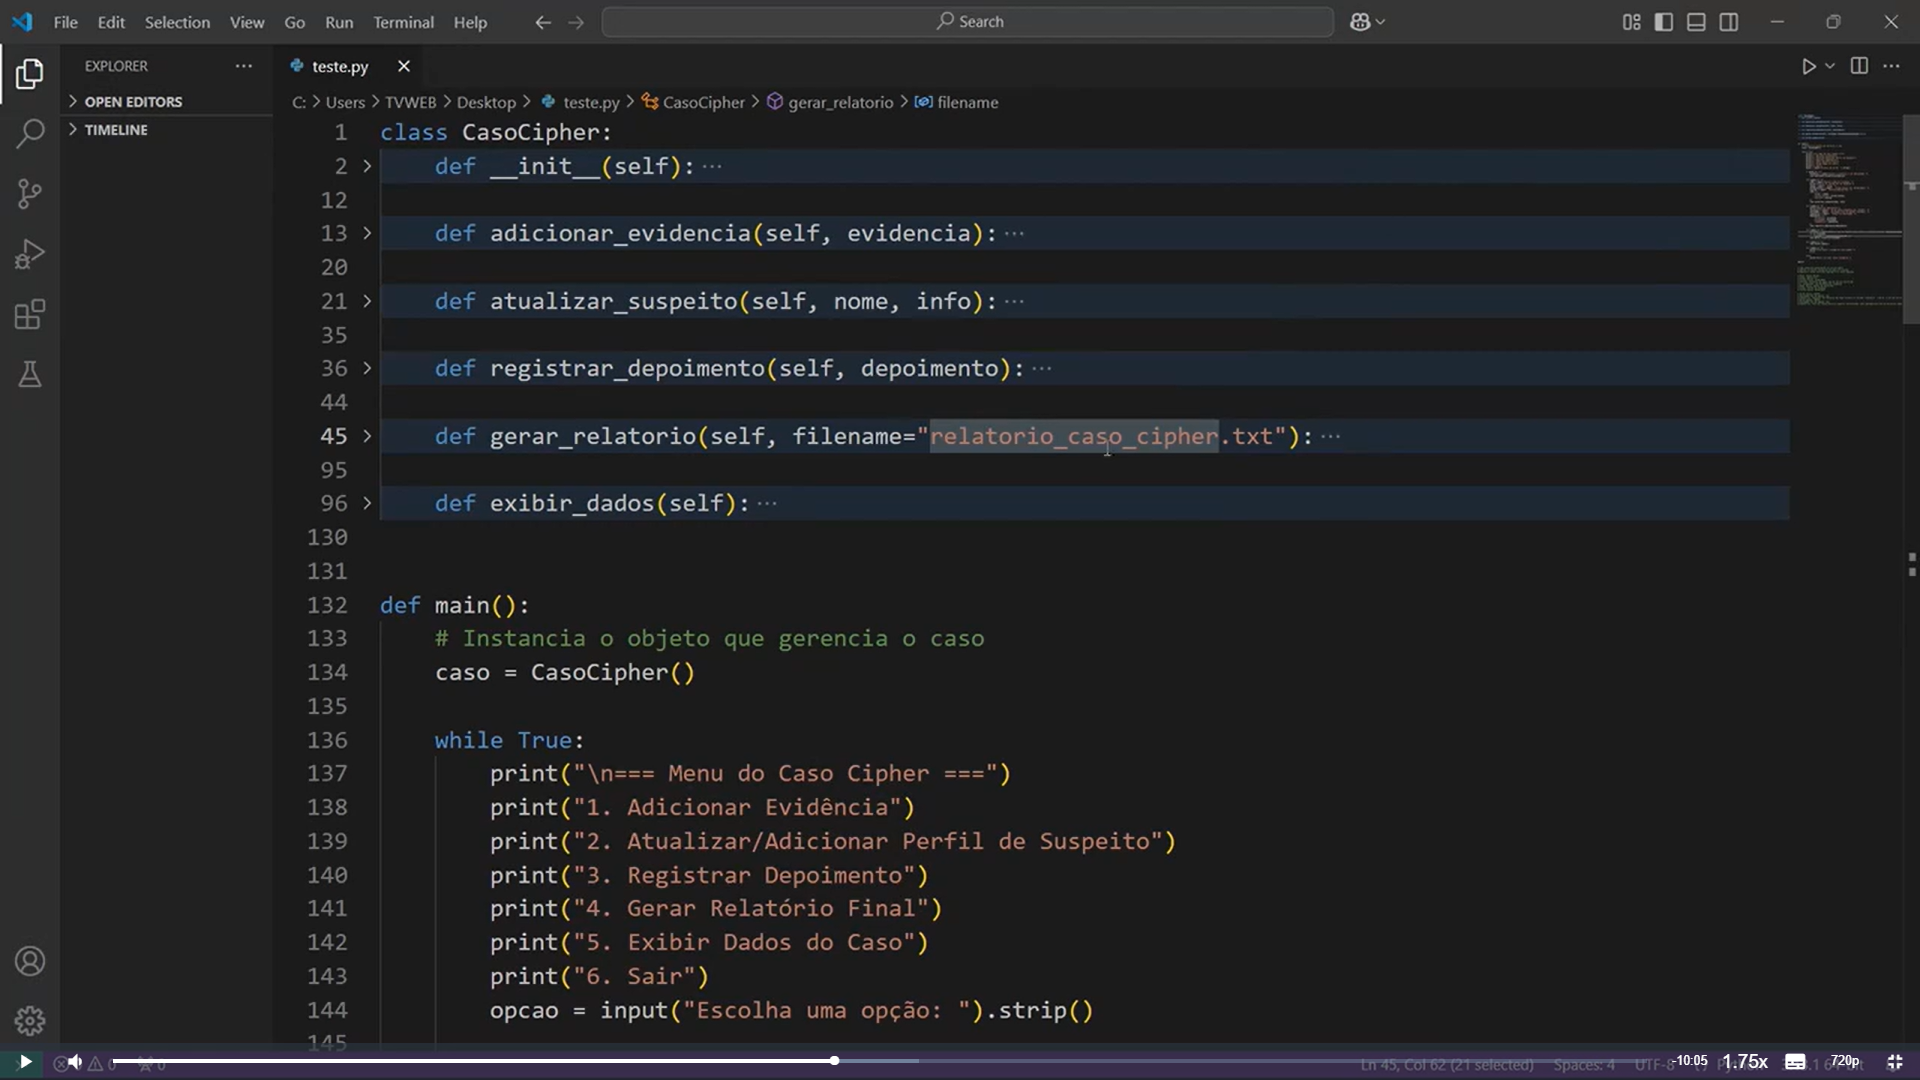 File Edit Selection View Go Run Terminal Help
Search
EXPLORER
OPEN EDITORS
TIMELINE
teste.py
C: > Users > TVWEB > Desktop > teste.py > CasoCipher > gerar_relatorio > filename
1 class CasoCipher:
2 def __init__(self): ···
12
13 def adicionar_evidencia(self, evidencia): ···
20
21 def atualizar_suspeito(self, nome, info): ···
35
36 def registrar_depoimento(self, depoimento): ···
44
45 def gerar_relatorio(self, filename="relatorio_caso_cipher.txt"): ···
95
96 def exibir_dados(self): ···
130
131
132 def main():
133 # Instancia o objeto que gerencia o caso
134 caso = CasoCipher()
135
136 while True:
137 print("\n=== Menu do Caso Cipher ===")
138 print("1. Adicionar Evidência")
139 print("2. Atualizar/Adicionar Perfil de Suspeito")
140 print("3. Registrar Depoimento")
141 print("4. Gerar Relatório Final")
142 print("5. Exibir Dados do Caso")
143 print("6. Sair")
144 opcao = input("Escolha uma opção: ").strip()
145
0 0 Ln 45, Col 62 (21 selected) Spaces: 4 UTF-8
-10:05 1.75x 720p